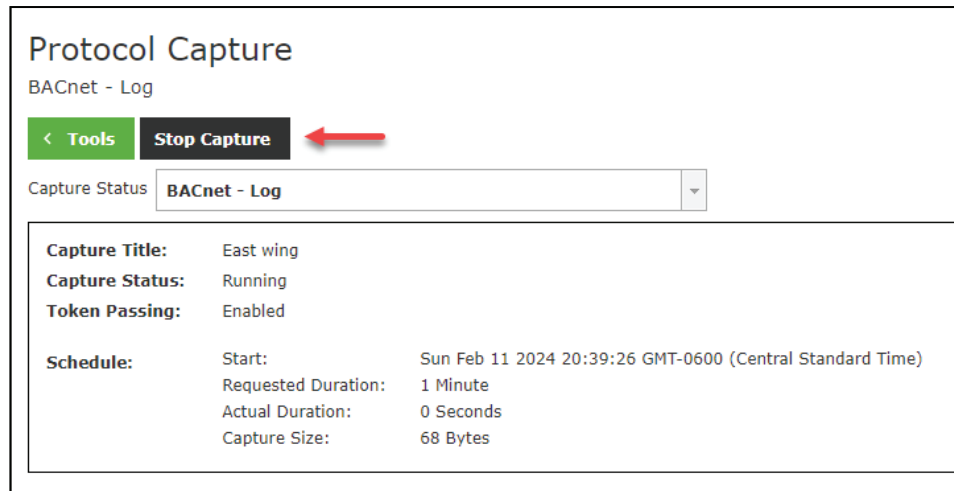 Protocol Capture
BACnet - Log
< Tools Stop Capture
Capture Status BACnet - Log
Capture Title: East wing
Capture Status: Running
Token Passing: Enabled
Schedule: Start: Sun Feb 11 2024 20:39:26 GMT-0600 (Central Standard Time)
Requested Duration: 1 Minute
Actual Duration: 0 Seconds
Capture Size: 68 Bytes